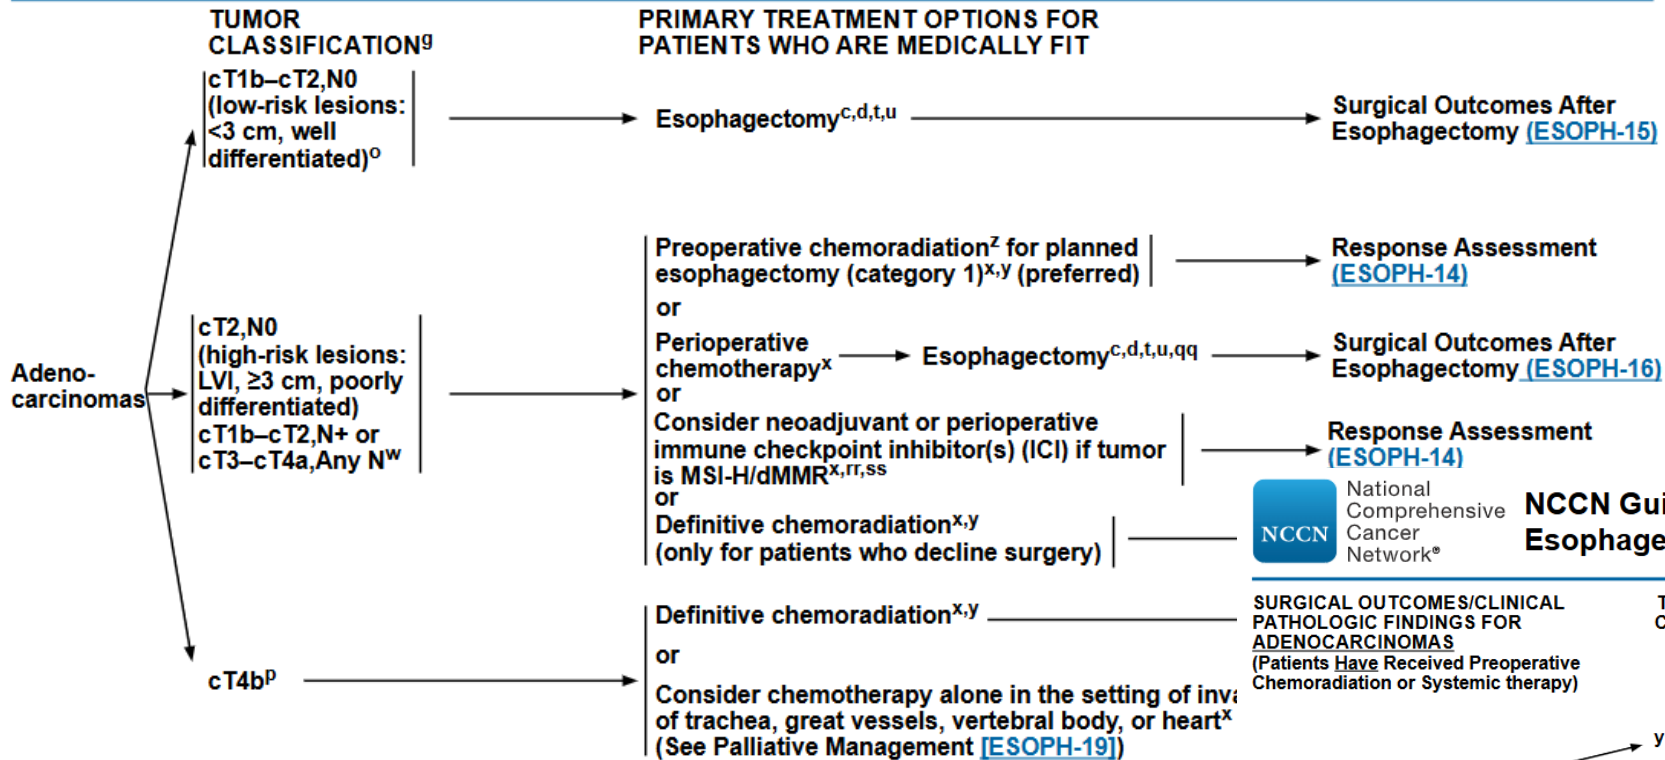 TUMOR
CLASSIFICATIONg
PRIMARY TREATMENT OPTIONS FOR
PATIENTS WHO ARE MEDICALLY FIT
cT1b–cT2,N0
(low-risk lesions:
<3 cm, well
differentiated)o
Esophagectomyc,d,t,u
Surgical Outcomes After
Esophagectomy (ESOPH-15)
Adeno-
carcinomas
cT2,N0
(high-risk lesions:
LVI, ≥3 cm, poorly
differentiated)
cT1b–cT2,N+ or
cT3–cT4a,Any Nw
Preoperative chemoradiationz for planned
esophagectomy (category 1)x,y (preferred)
Response Assessment
(ESOPH-14)
or
Perioperative
chemotherapyx
Esophagectomyc,d,t,u,qq
Surgical Outcomes After
Esophagectomy (ESOPH-16)
or
Consider neoadjuvant or perioperative
immune checkpoint inhibitor(s) (ICI) if tumor
is MSI-H/dMMRx,rr,ss
Response Assessment
(ESOPH-14)
or
Definitive chemoradiationx,y
(only for patients who decline surgery)
cT4bp
Definitive chemoradiationx,y
or
Consider chemotherapy alone in the setting of
of trachea, great vessels, vertebral body, or heartx
(See Palliative Management [ESOPH-19])
NCCN
National
Comprehensive
Cancer
Network®
NCCN
SURGICAL OUTCOMES/CLINICAL
PATHOLOGIC FINDINGS FOR
ADENOCARCINOMAS
(Patients Have Received Preoperative
Chemoradiation or Systemic therapy)